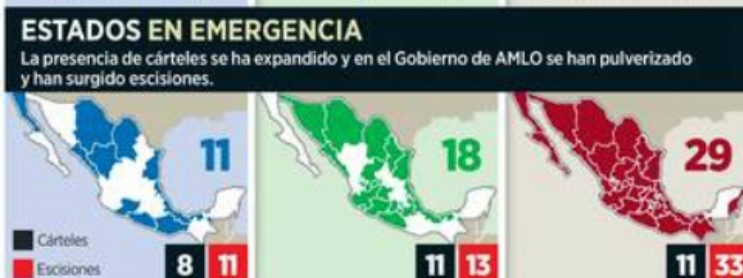 ESTADOS EN EMERGENCIA
La presencia de cárteles se ha expandido y en el Gobierno de AMLO se han pulverizado
y han surgido escisiones.
11
18
29
Cárteles
Escisiones
8 11
11 13
11 33